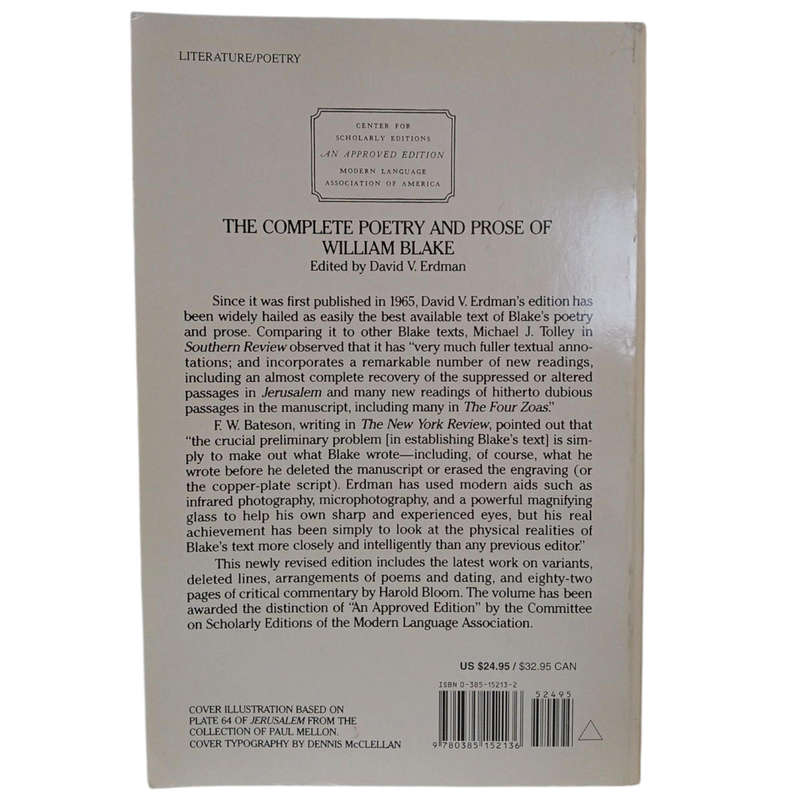 LITERATURE/POETRY
CENTER FOR
SCHOLARLY EDITIONS
AN APPROVED EDITION
MODERN LANGUAGE
ASSOCIATION OF AMERICA
THE COMPLETE POETRY AND PROSE OF
WILLIAM BLAKE
Edited by David V. Erdman
Since it was first published in 1965, David V. Erdman's edition has
been widely hailed as easily the best available text of Blake's poetry
and prose. Comparing it to other Blake texts, Michael J. Tolley in
Southern Review observed that it has "very much fuller textual anno-
tations; and incorporates a remarkable number of new readings,
including an almost complete recovery of the suppressed or altered
passages in Jerusalem and many new readings of hitherto dubious
passages in the manuscript, including many in The Four Zoas."
F. W. Bateson, writing in The New York Review, pointed out that
"the crucial preliminary problem [in establishing Blake's text] is sim-
ply to make out what Blake wrote—including, of course, what he
wrote before he deleted the manuscript or erased the engraving (or
the copper-plate script). Erdman has used modern aids such as
infrared photography, microphotography, and a powerful magnifying
glass to help his own sharp and experienced eyes, but his real
achievement has been simply to look at the physical realities of
Blake's text more closely and intelligently than any previous editor."
This newly revised edition includes the latest work on variants,
deleted lines, arrangements of poems and dating, and eighty-two
pages of critical commentary by Harold Bloom. The volume has been
awarded the distinction of "An Approved Edition" by the Committee
on Scholarly Editions of the Modern Language Association.
US $24.95 / $32.95 CAN
ISBN 0-385-15213-2
52495
9780385152136
COVER ILLUSTRATION BASED ON
PLATE 64 OF JERUSALEM FROM THE
COLLECTION OF PAUL MELLON.
COVER TYPOGRAPHY BY DENNIS McCLELLAN